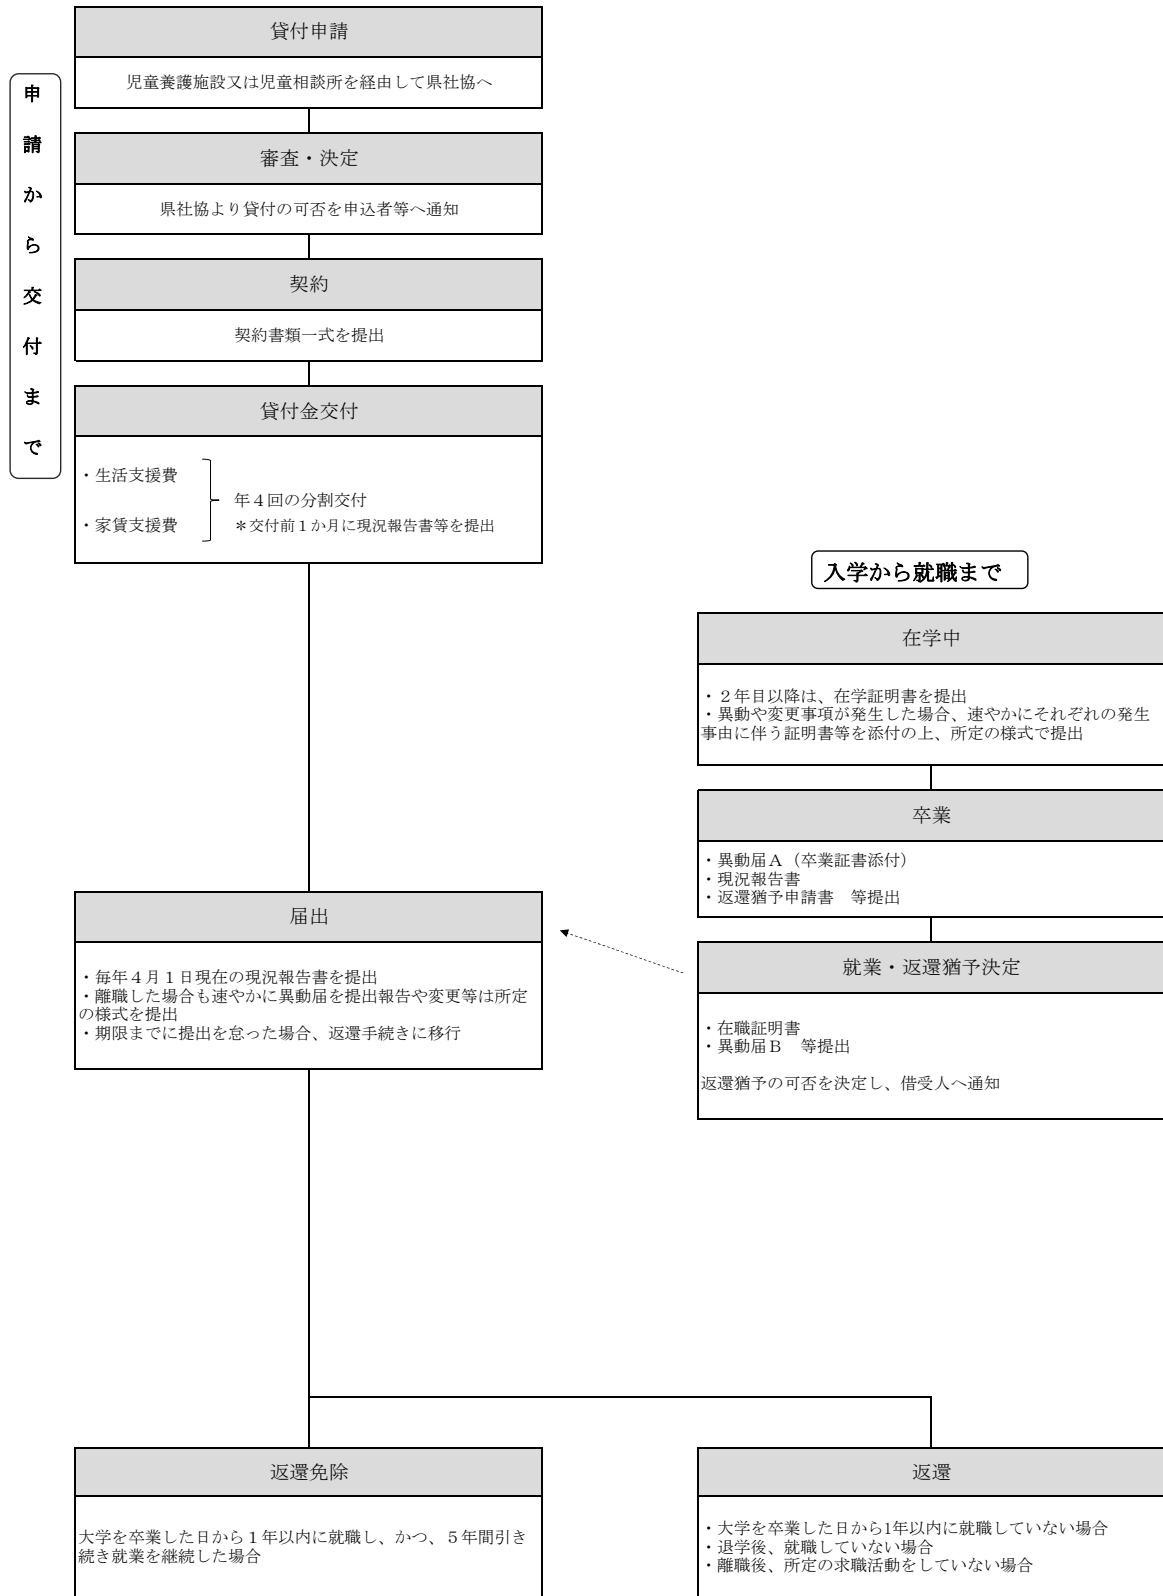 申請から交付まで
貸付申請
児童養護施設又は児童相談所を経由して県社協へ
審査・決定
県社協より貸付の可否を申込者等へ通知
契約
契約書類一式を提出
貸付金交付
・生活支援費
・家賃支援費
年４回の分割交付
＊交付前１か月に現況報告書等を提出
入学から就職まで
在学中
・２年目以降は、在学証明書を提出
・異動や変更事項が発生した場合、速やかにそれぞれの発生
事由に伴う証明書等を添付の上、所定の様式で提出
卒業
・異動届Ａ（卒業証書添付）
・現況報告書
・返還猶予申請書　等提出
就業・返還猶予決定
・在職証明書
・異動届Ｂ　等提出
返還猶予の可否を決定し、借受人へ通知
届出
・毎年４月１日現在の現況報告書を提出
・離職した場合も速やかに異動届を提出報告や変更等は所定
の様式を提出
・期限までに提出を怠った場合、返還手続きに移行
返還免除
大学を卒業した日から１年以内に就職し、かつ、５年間引き
続き就業を継続した場合
返還
・大学を卒業した日から1年以内に就職していない場合
・退学後、就職していない場合
・離職後、所定の求職活動をしていない場合